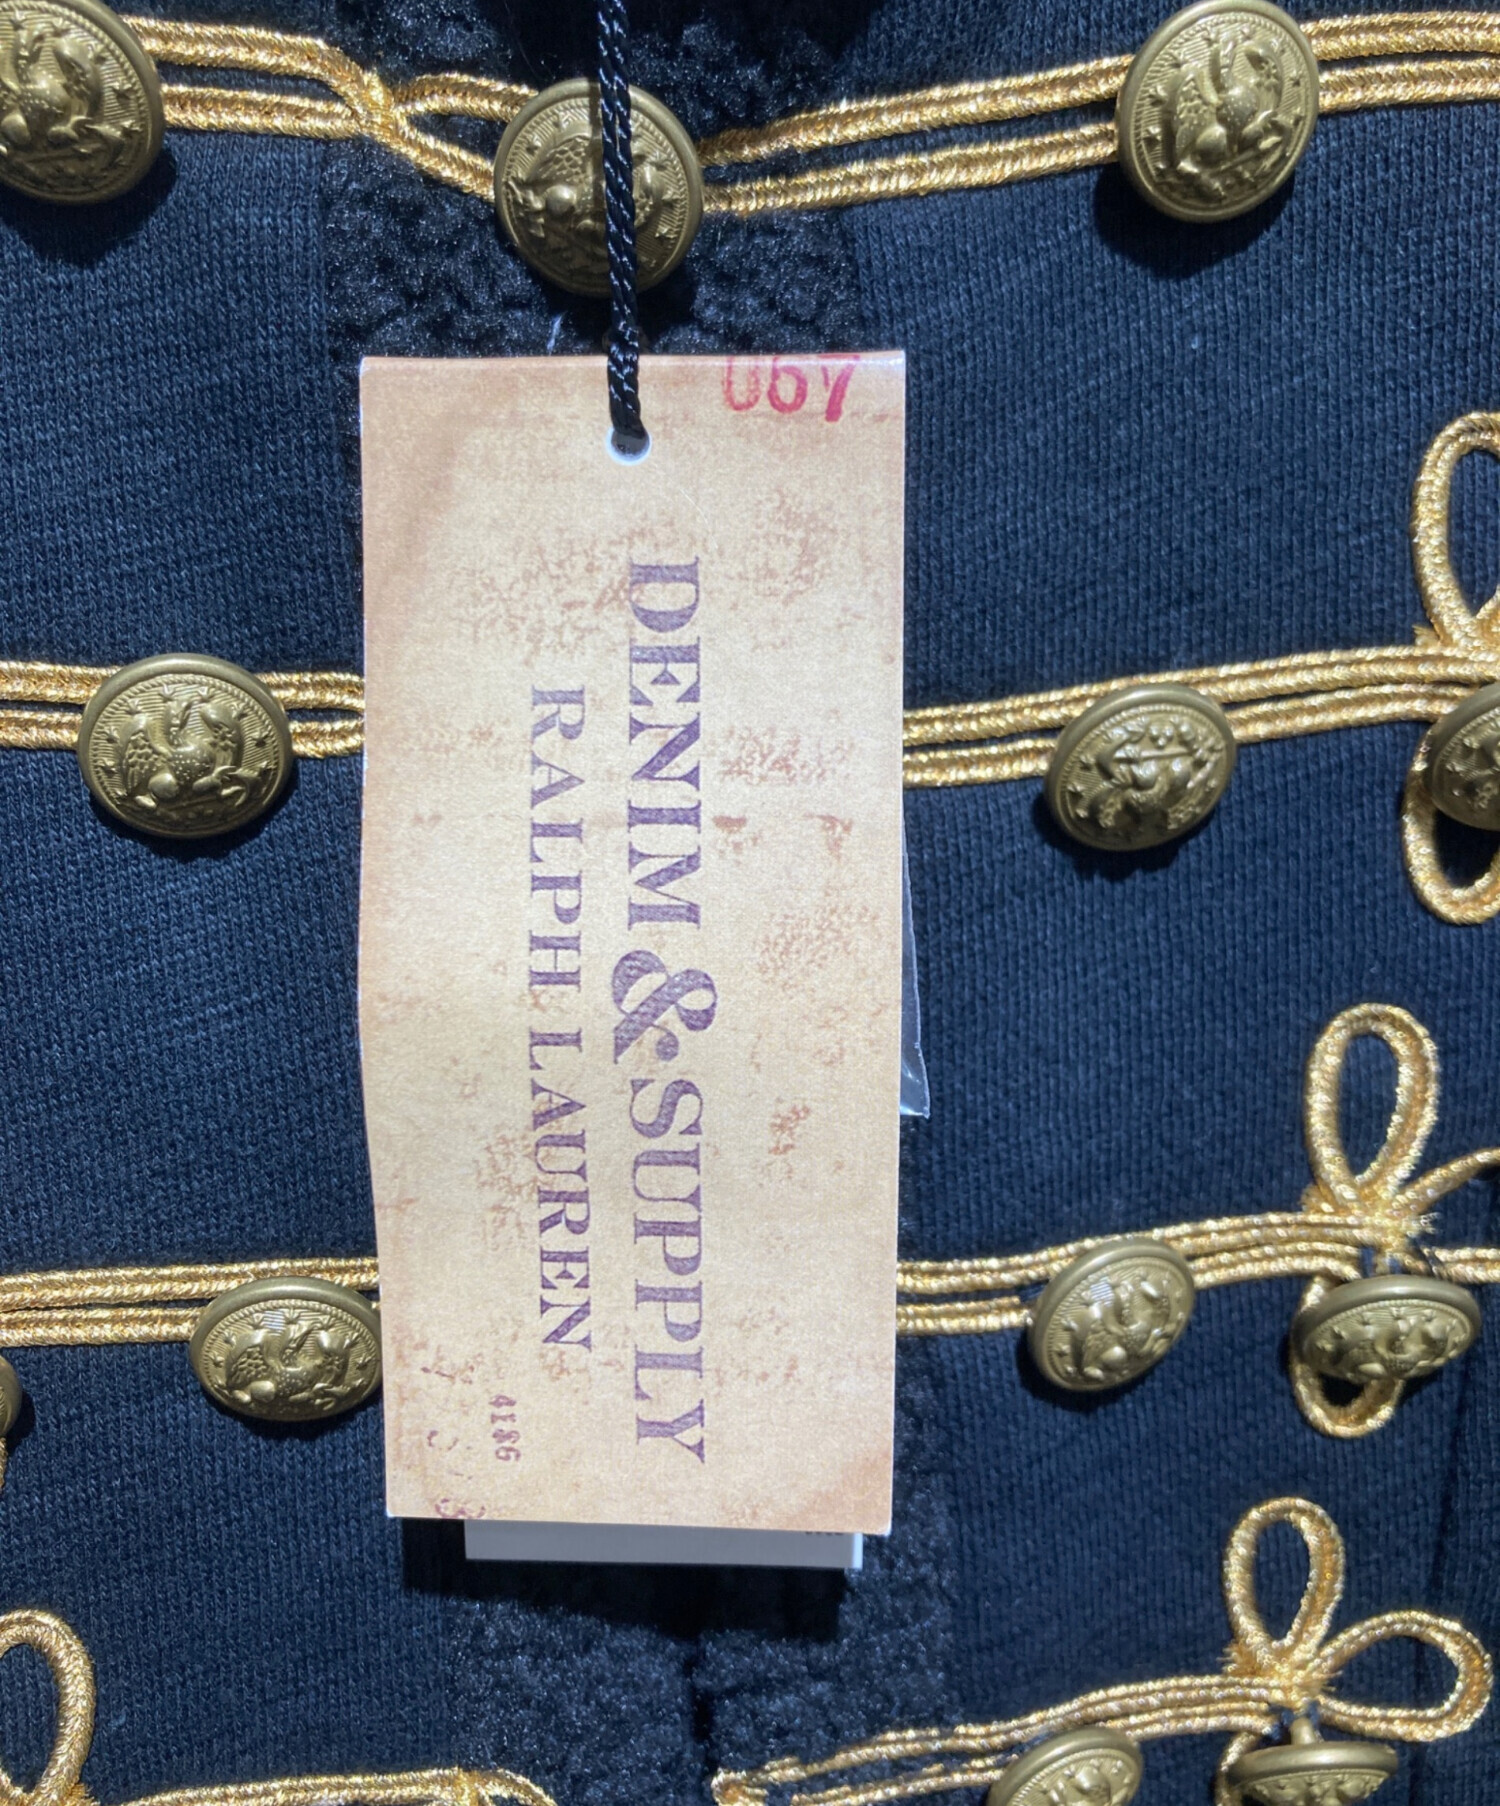 067
DENIM & SUPPLY
RALPH LAUREN
4186